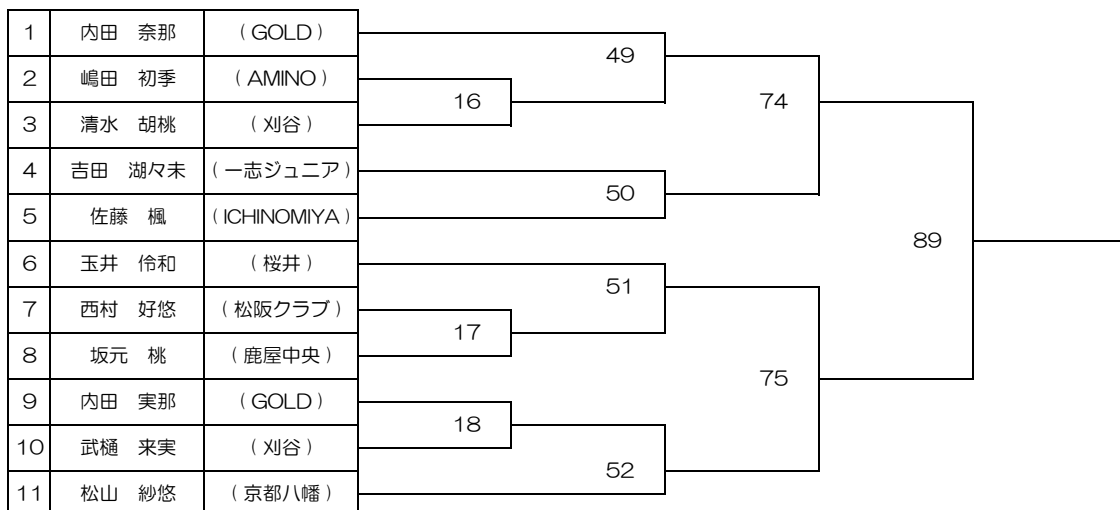 1 内田 奈那 (GOLD)
49
2 嶋田 初季 (AMINO)
16 74
3 清水 胡桃 (刈谷)
4 吉田 湖々未 (一志ジュニア)
50
5 佐藤 楓 (ICHINOMIYA)
89
6 玉井 伶和 (桜井)
51
7 西村 好悠 (松阪クラブ)
17
8 坂元 桃 (鹿屋中央)
75
9 内田 実那 (GOLD)
18
10 武樋 来実 (刈谷)
52
11 松山 紗悠 (京都八幡)